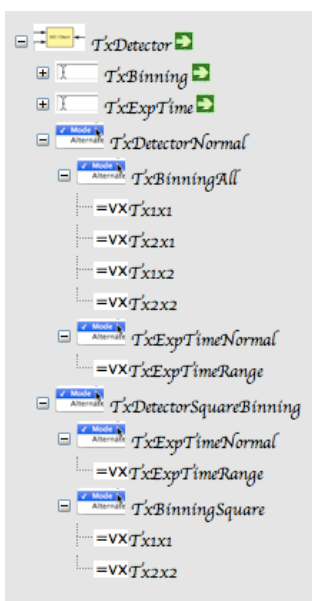 TxDetector
TxBinning
TxExpTime
✓ Mode
Alternate
TxDetectorNormal
✓ Mode
Alternate
TxBinningAll
=VX Tx1x1
=VX Tx2x1
=VX Tx1x2
=VX Tx2x2
✓ Mode
Alternate
TxExpTimeNormal
=VX TxExpTimeRange
✓ Mode
Alternate
TxDetectorSquareBinning
✓ Mode
Alternate
TxExpTimeNormal
=VX TxExpTimeRange
✓ Mode
Alternate
TxBinningSquare
=VX Tx1x1
=VX Tx2x2